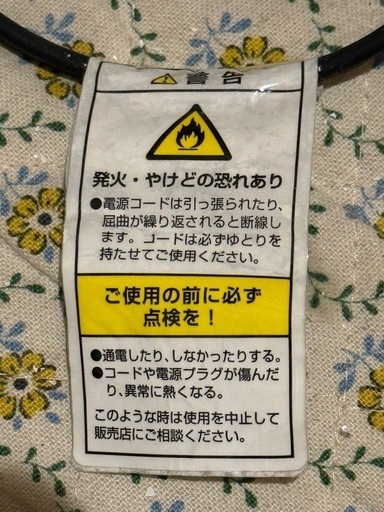 警告
発火・やけどの恐れあり
●電源コードは引っ張られたり、
屈曲が繰り返されると断線し
ます。コードは必ずゆとりを
持たせてご使用ください。
ご使用の前に必ず
点検を！
●通電したり、しなかったりする。
●コードや電源プラグが傷んだ
り、異常に熱くなる。
このような時は使用を中止して
販売店にご相談ください。